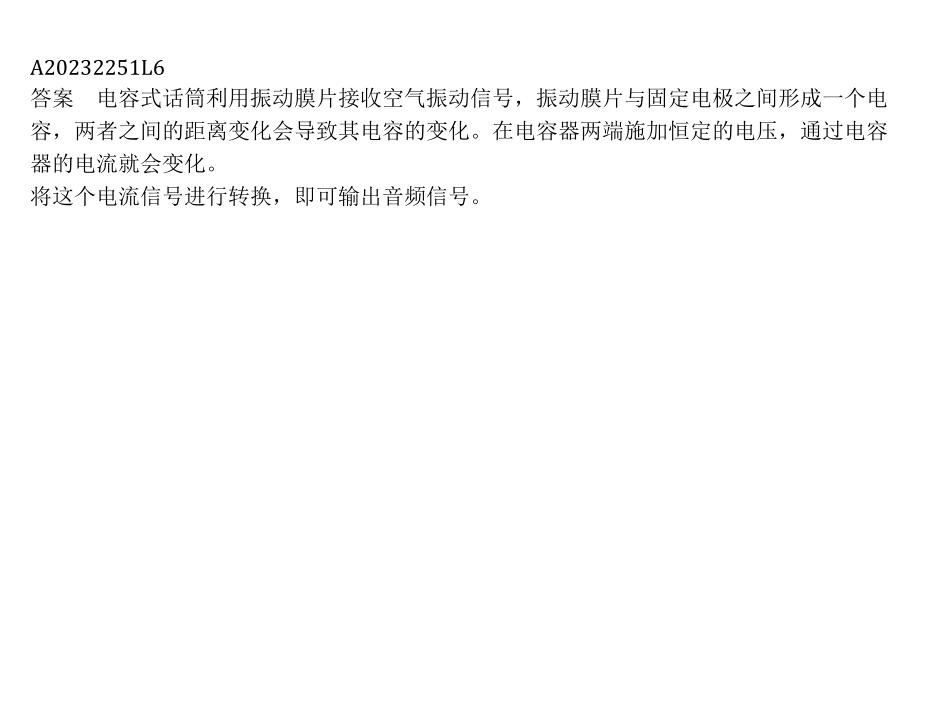 A20232251L6
答案　电容式话筒利用振动膜片接收空气振动信号，振动膜片与固定电极之间形成一个电
容，两者之间的距离变化会导致其电容的变化。在电容器两端施加恒定的电压，通过电容
器的电流就会变化。
将这个电流信号进行转换，即可输出音频信号。